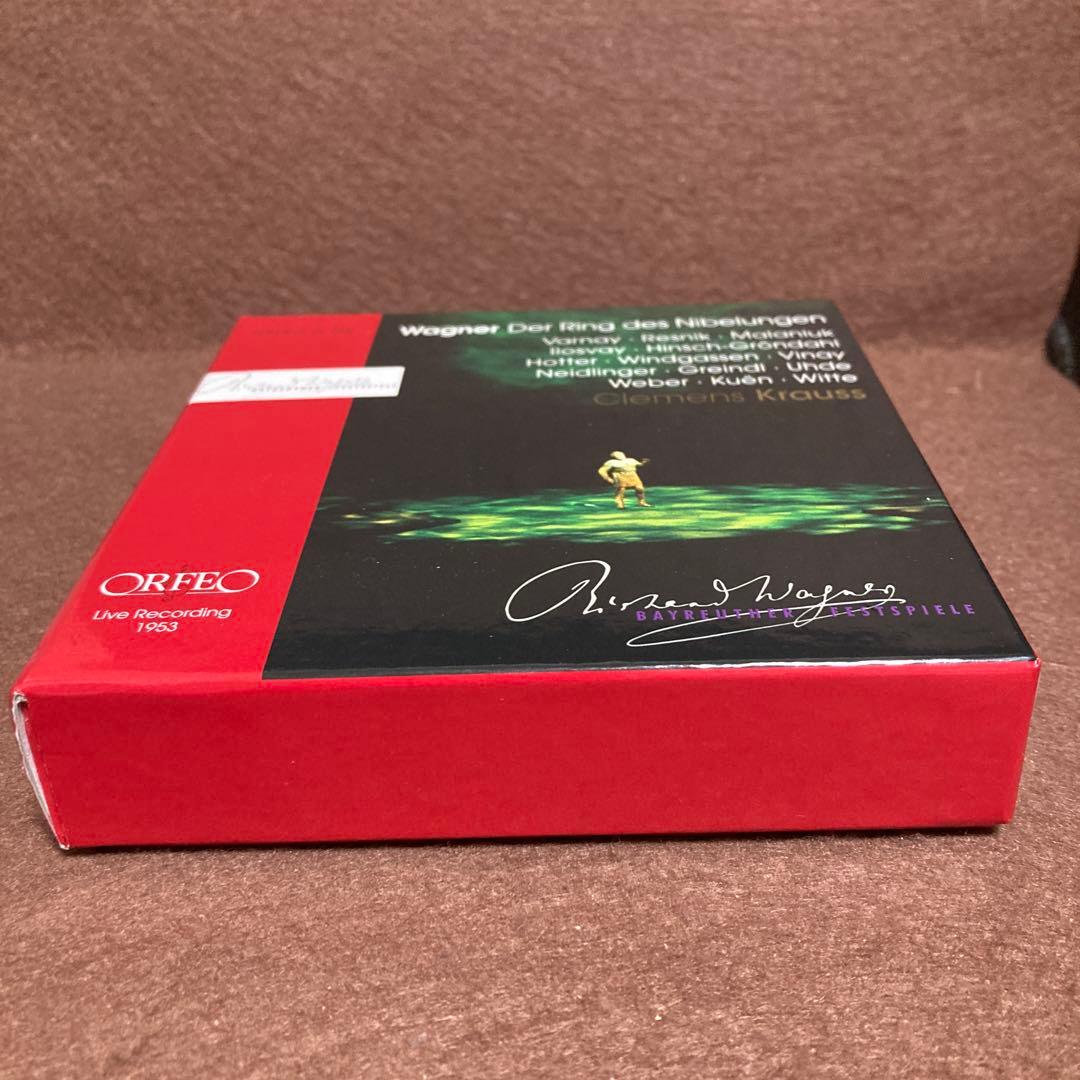 Wagner Der Ring des Nibelungen
Varnay · Resnik · Malaniuk
Ilosvay · Hinsch-Gröndahl
Hotter · Windgassen · Vinay
Neidlinger · Greindl · Uhde
Weber · Kuën · Witte
Clemens Krauss
ORFEO
Live Recording
1953
Richard Wagner
BAYREUTHER FESTSPIELE